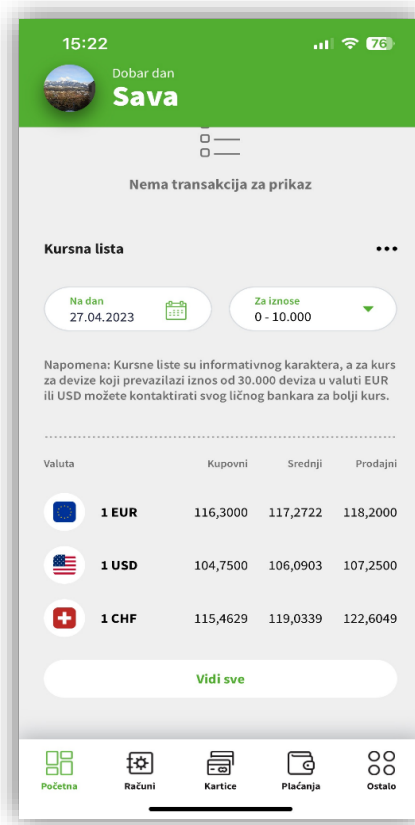 15:22
76
Dobar dan
Sava
Nema transakcija za prikaz
Kursna lista
Na dan
27.04.2023
Za iznose
0 - 10.000
Napomena: Kursne liste su informativnog karaktera, a za kurs
za devize koji prevazilazi iznos od 30.000 deviza u valuti EUR
ili USD možete kontaktirati svog ličnog bankara za bolji kurs.
Valuta Kupovni Srednji Prodajni
1 EUR 116,3000 117,2722 118,2000
1 USD 104,7500 106,0903 107,2500
1 CHF 115,4629 119,0339 122,6049
Vidi sve
Početna Računi Kartice Plaćanja Ostalo